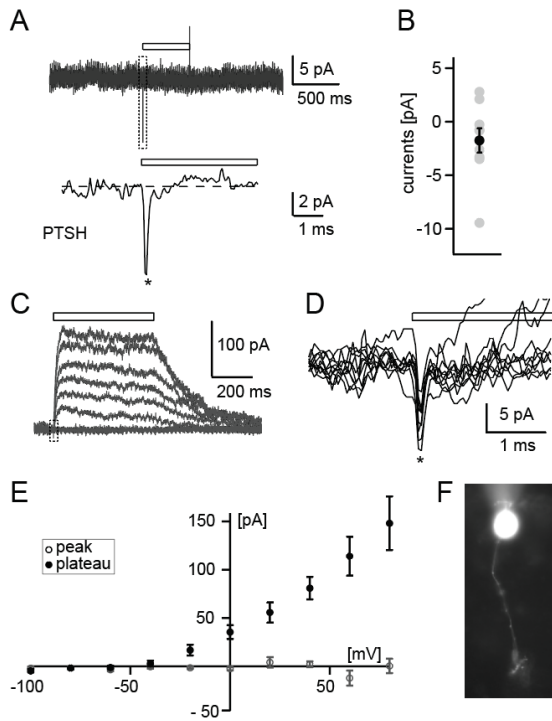 A
5 pA
500 ms
2 pA
1 ms
PTSH
*
B
currents [pA]
5
0
-5
-10
C
100 pA
200 ms
D
5 pA
1 ms
*
E
[pA]
peak
plateau
150
100
50
- 50
-100
-50
50
[mV]
F